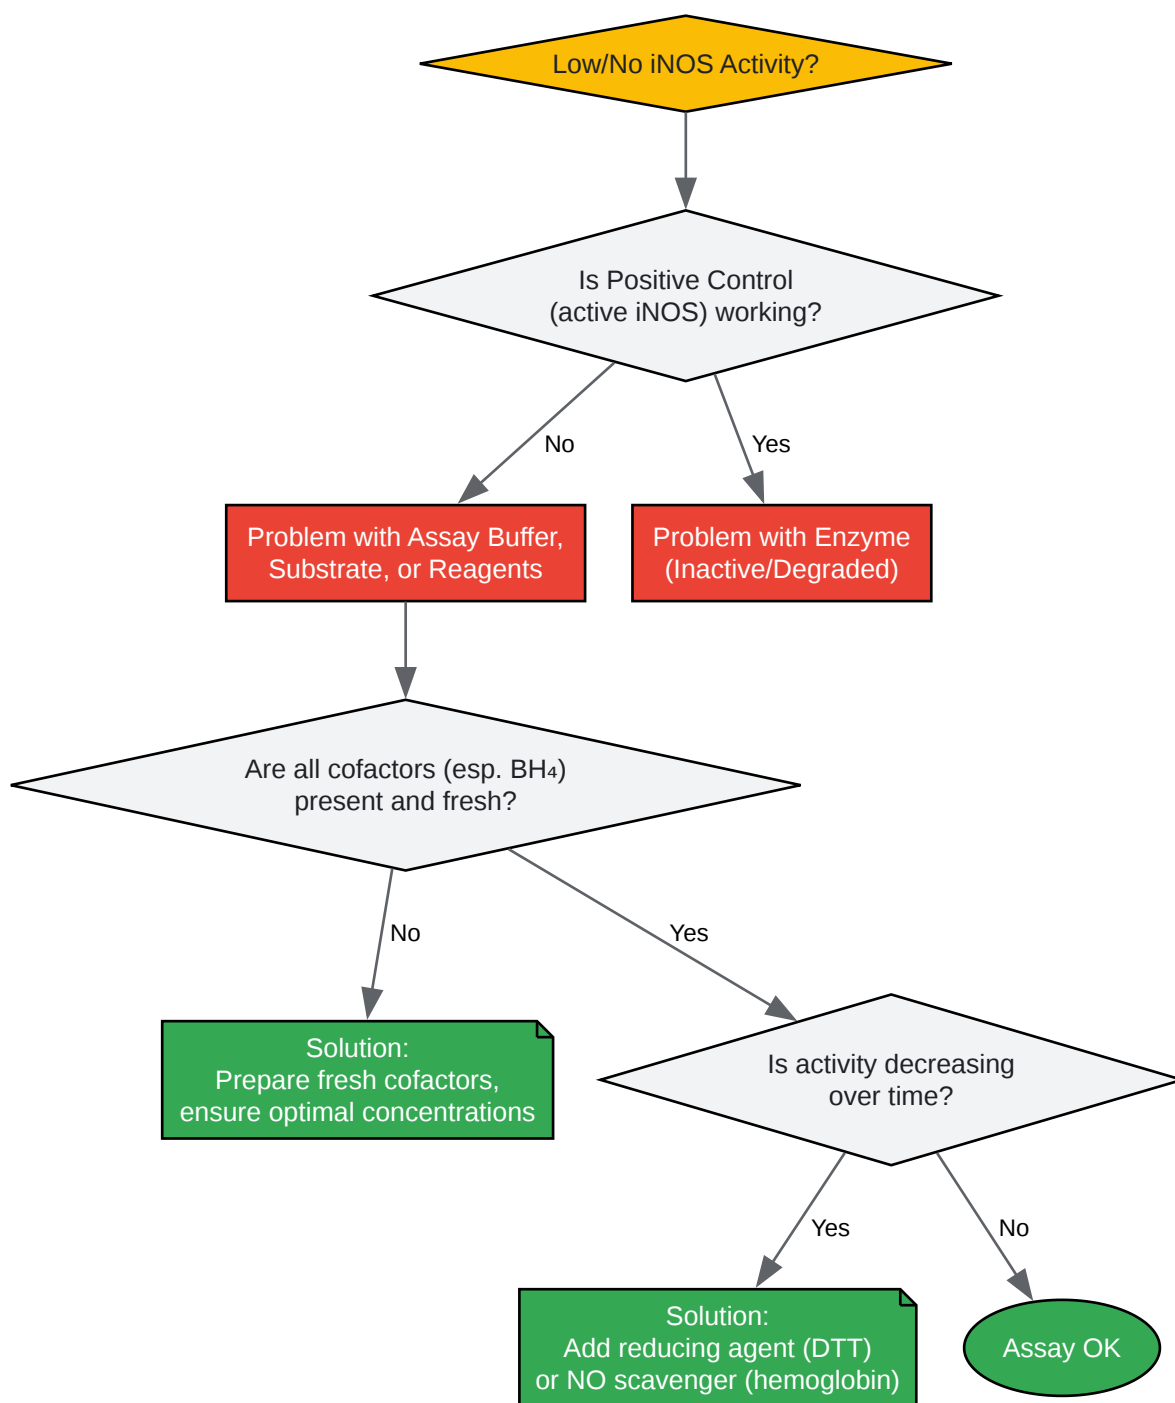 Low/No iNOS Activity?
Is Positive Control
(active iNOS) working?
No
Yes
Problem with Assay Buffer,
Substrate, or Reagents
Problem with Enzyme
(Inactive/Degraded)
Are all cofactors (esp. BH₄)
present and fresh?
No
Yes
Solution:
Prepare fresh cofactors,
ensure optimal concentrations
Is activity decreasing
over time?
Yes
No
Solution:
Add reducing agent (DTT)
or NO scavenger (hemoglobin)
Assay OK